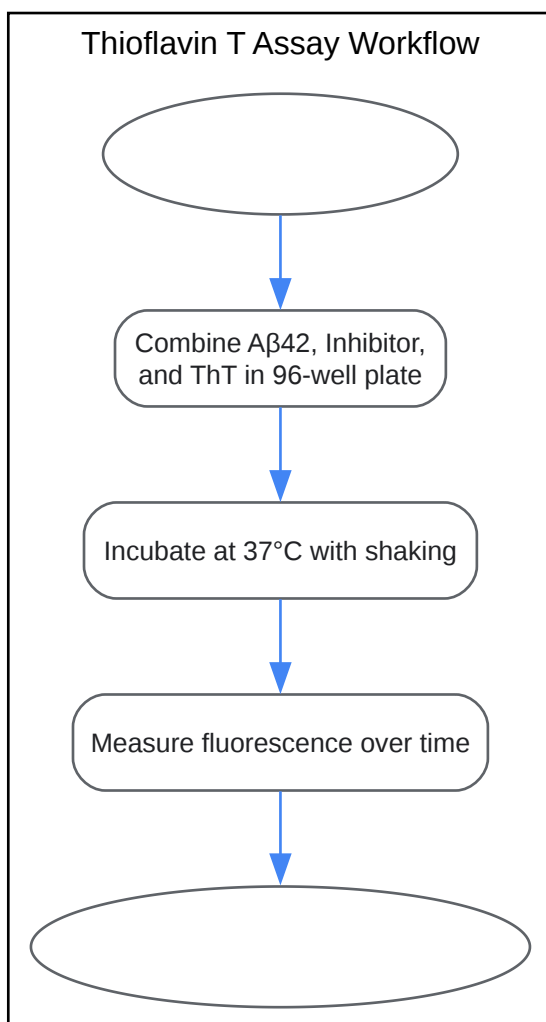 Thioflavin T Assay Workflow
Combine Aβ42, Inhibitor,
and ThT in 96-well plate
Incubate at 37°C with shaking
Measure fluorescence over time